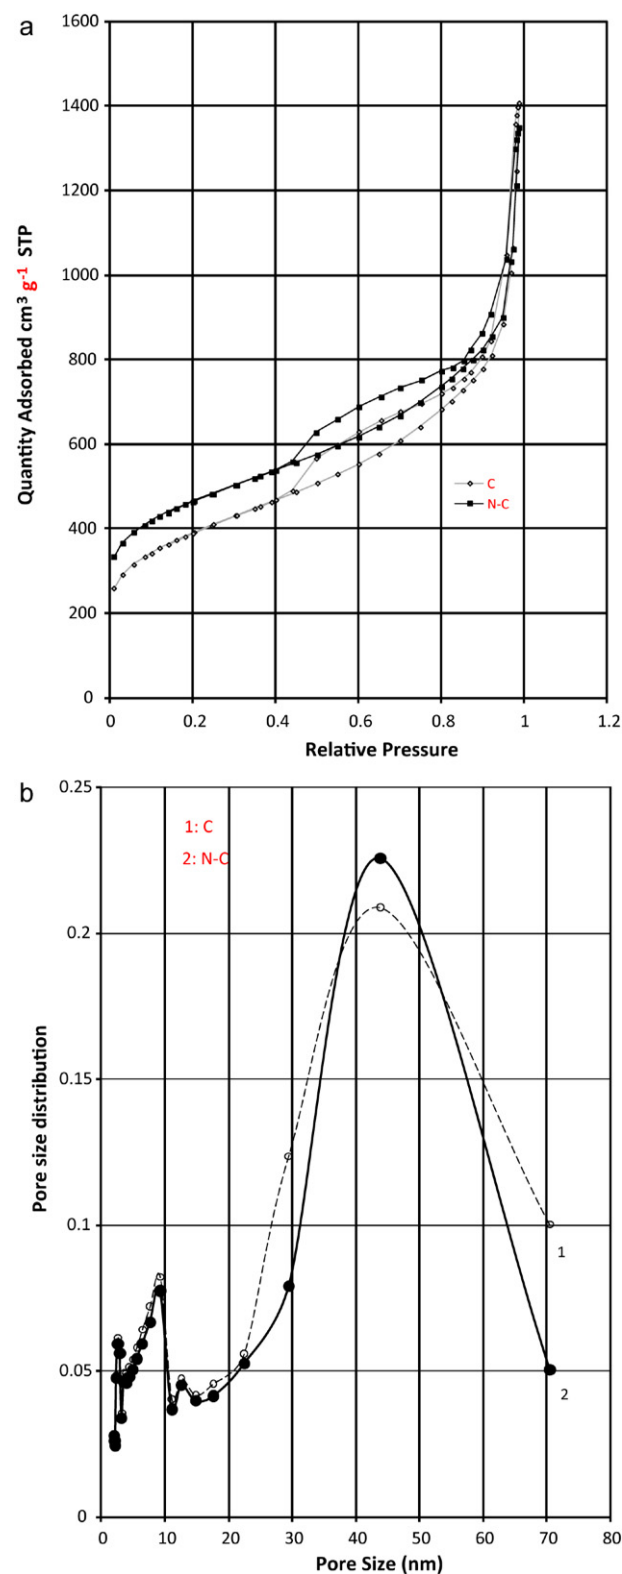 a
1600
1400
1200
1000
800
600
400
200
0
Quantity Adsorbed cm³ g⁻¹ STP
C
N-C
0 0.2 0.4 0.6 0.8 1 1.2
Relative Pressure
b
0.25
0.2
0.15
0.1
0.05
0
Pore size distribution
1: C
2: N-C
1
2
0 10 20 30 40 50 60 70 80
Pore Size (nm)